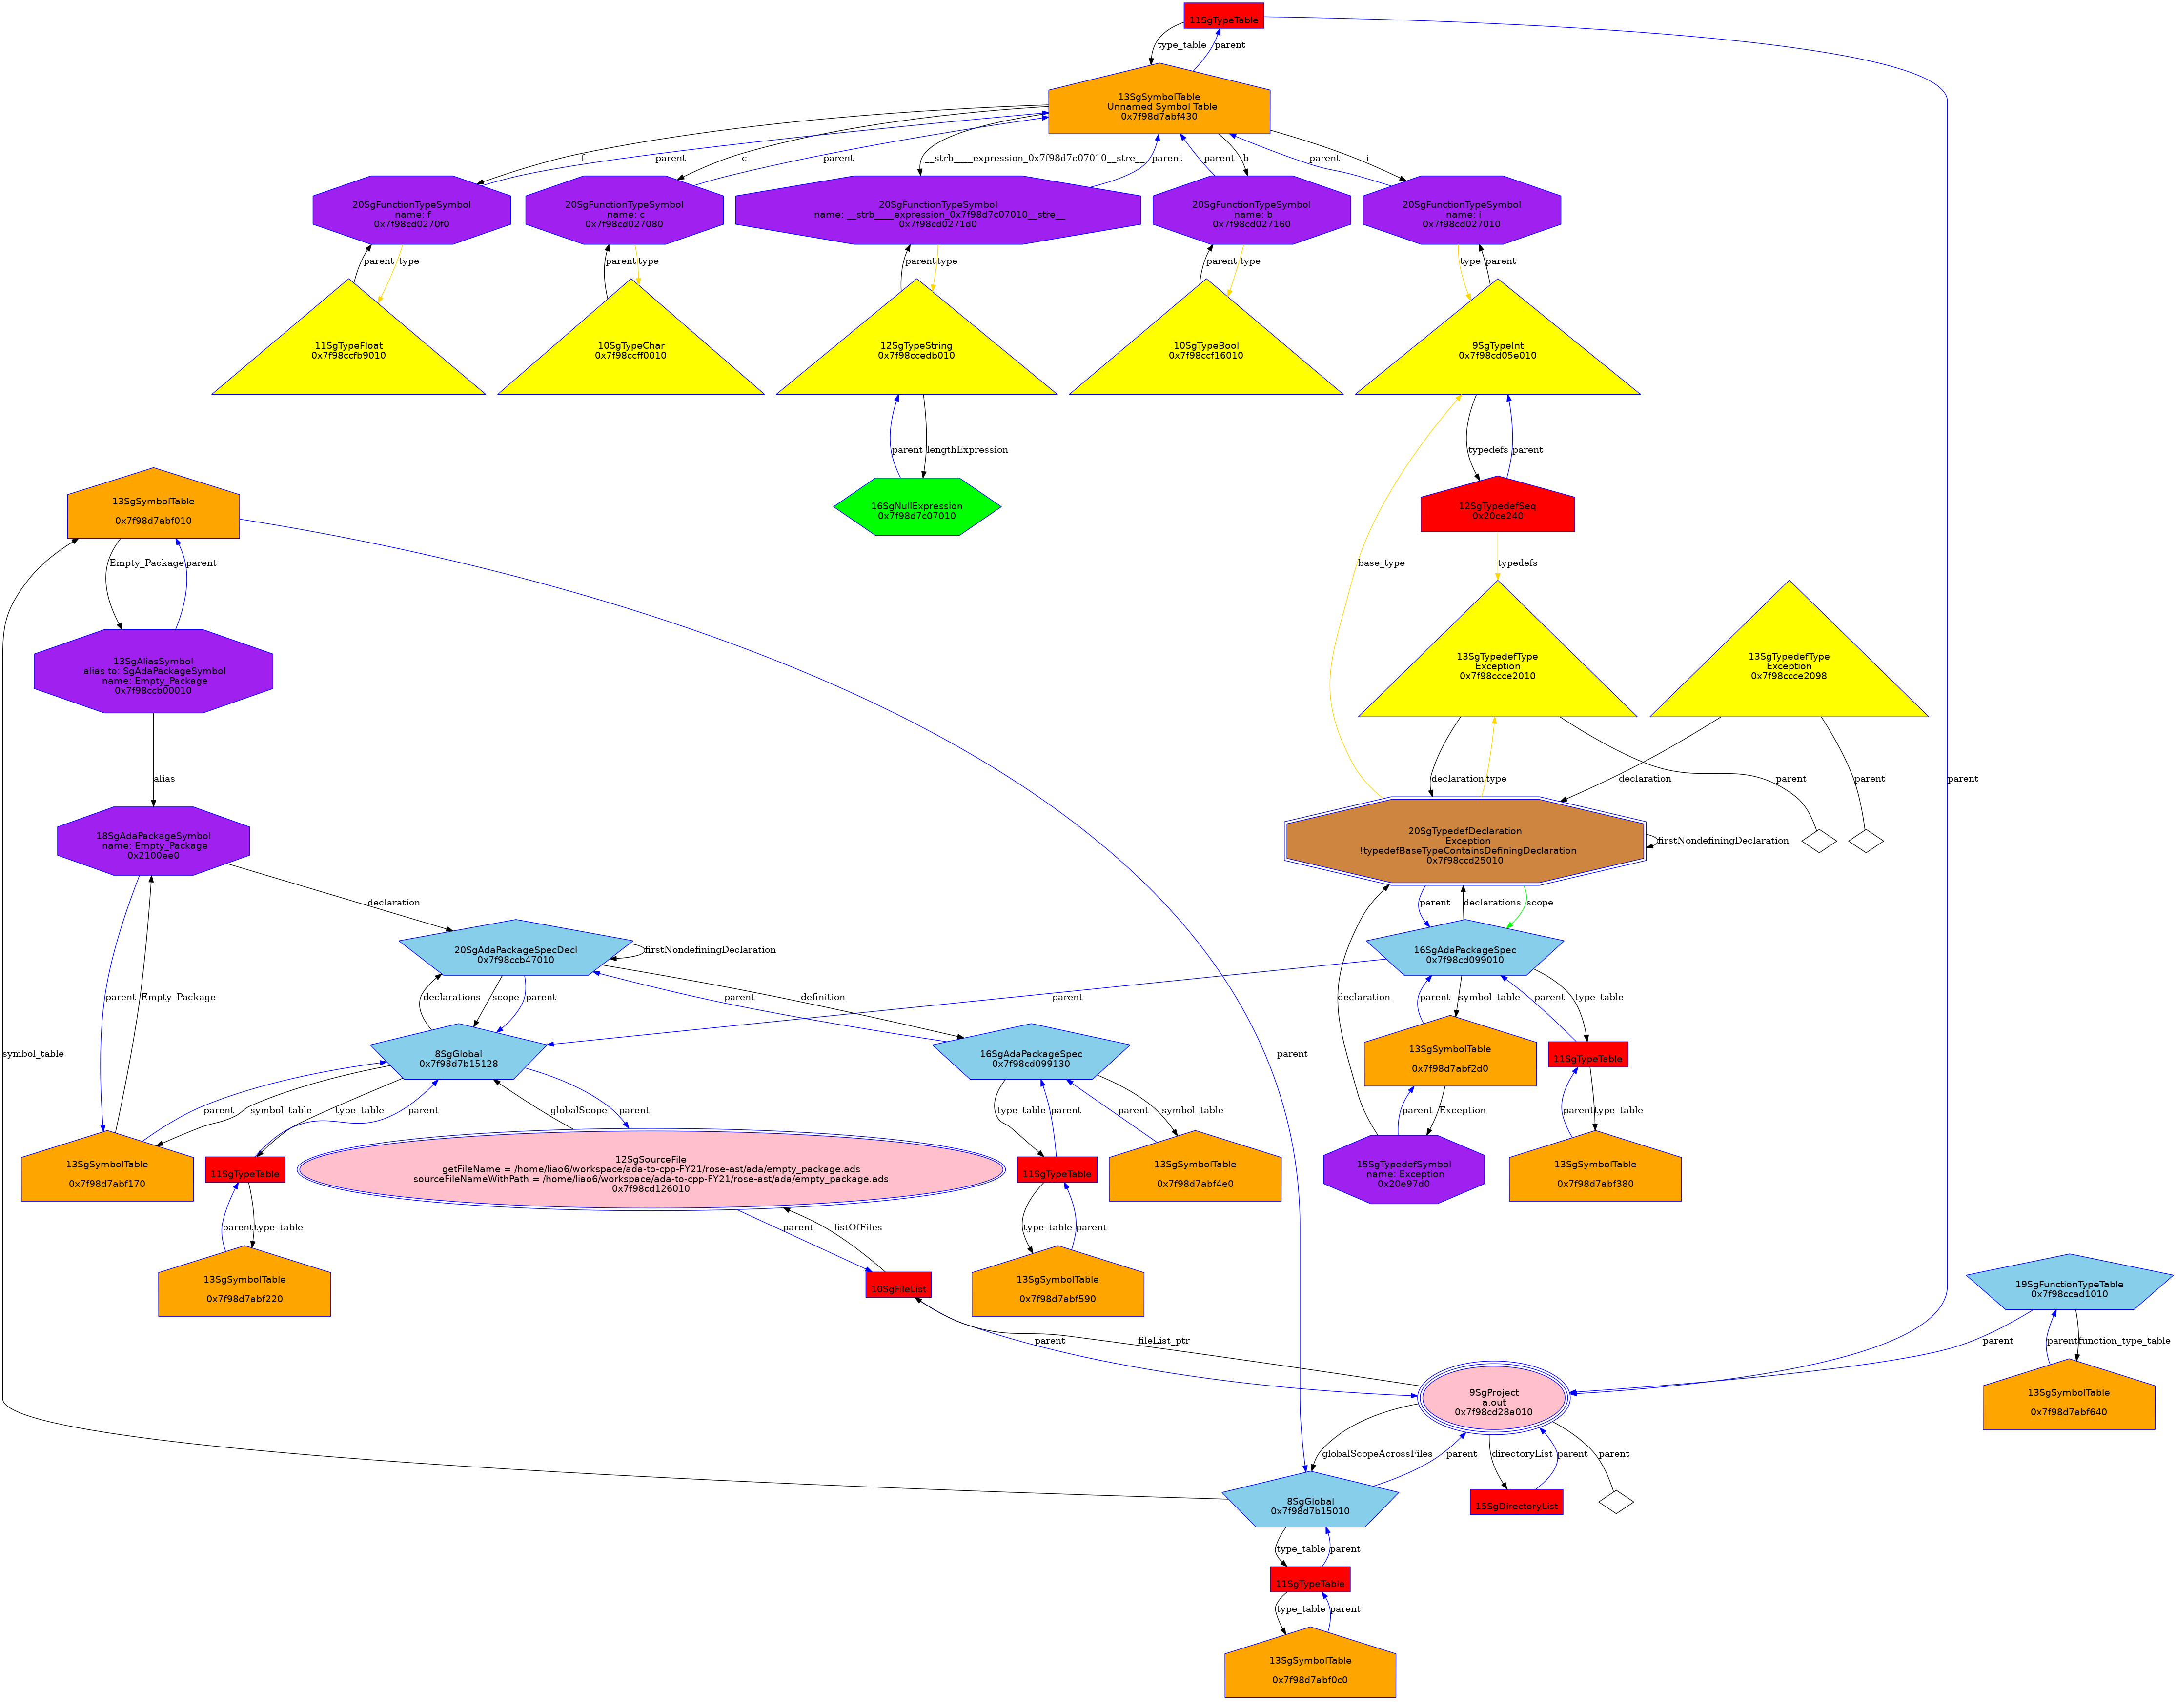 11SgTypeTable
type_table
parent
13SgSymbolTable
Unnamed Symbol Table
0x7f98d7abf430
f
parent
c
parent
__strb____expression_0x7f98d7c07010__stre__
parent
parent
b
parent
i
20SgFunctionTypeSymbol
name: f
0x7f98cd0270f0
20SgFunctionTypeSymbol
name: c
0x7f98cd027080
20SgFunctionTypeSymbol
name: __strb____expression_0x7f98d7c07010__stre__
0x7f98cd0271d0
20SgFunctionTypeSymbol
name: b
0x7f98cd027160
20SgFunctionTypeSymbol
name: i
0x7f98cd027010
parent
type
parent
type
parent
type
parent
type
type
parent
11SgTypeFloat
0x7f98ccfb9010
10SgTypeChar
0x7f98ccff0010
12SgTypeString
0x7f98ccedb010
10SgTypeBool
0x7f98ccf16010
9SgTypeInt
0x7f98cd05e010
parent
lengthExpression
typedefs
parent
13SgSymbolTable
0x7f98d7abf010
16SgNullExpression
0x7f98d7c07010
12SgTypedefSeq
0x20ce240
Empty_Package
parent
base_type
typedefs
13SgAliasSymbol
alias to: SgAdaPackageSymbol
name: Empty_Package
0x7f98ccb00010
13SgTypedefType
Exception
0x7f98ccce2010
13SgTypedefType
Exception
0x7f98ccce2098
alias
declaration
type
declaration
parent
parent
parent
18SgAdaPackageSymbol
name: Empty_Package
0x2100ee0
20SgTypedefDeclaration
Exception
!typedefBaseTypeContainsDefiningDeclaration
0x7f98ccd25010
firstNondefiningDeclaration
declaration
parent
declarations
scope
20SgAdaPackageSpecDecl
0x7f98ccb47010
firstNondefiningDeclaration
16SgAdaPackageSpec
0x7f98cd099010
parent
Empty_Package
declarations
scope
parent
parent
definition
parent
declaration
parent
symbol_table
parent
type_table
symbol_table
8SgGlobal
0x7f98d7b15128
16SgAdaPackageSpec
0x7f98cd099130
parent
13SgSymbolTable
0x7f98d7abf2d0
11SgTypeTable
parent
symbol_table
type_table
parent
globalScope
parent
type_table
parent
parent
symbol_table
parent
Exception
parent
type_table
13SgSymbolTable
0x7f98d7abf170
11SgTypeTable
12SgSourceFile
getFileName = /home/liao6/workspace/ada-to-cpp-FY21/rose-ast/ada/empty_package.ads
sourceFileNameWithPath = /home/liao6/workspace/ada-to-cpp-FY21/rose-ast/ada/empty_package.ads
0x7f98cd126010
11SgTypeTable
13SgSymbolTable
0x7f98d7abf4e0
15SgTypedefSymbol
name: Exception
0x20e97d0
13SgSymbolTable
0x7f98d7abf380
parent
type_table
parent
listOfFiles
type_table
parent
13SgSymbolTable
0x7f98d7abf220
10SgFileList
13SgSymbolTable
0x7f98d7abf590
19SgFunctionTypeTable
0x7f98ccad1010
parent
fileList_ptr
parent
parent
function_type_table
9SgProject
a.out
0x7f98cd28a010
13SgSymbolTable
0x7f98d7abf640
globalScopeAcrossFiles
parent
directoryList
parent
parent
8SgGlobal
0x7f98d7b15010
15SgDirectoryList
type_table
parent
11SgTypeTable
type_table
parent
13SgSymbolTable
0x7f98d7abf0c0